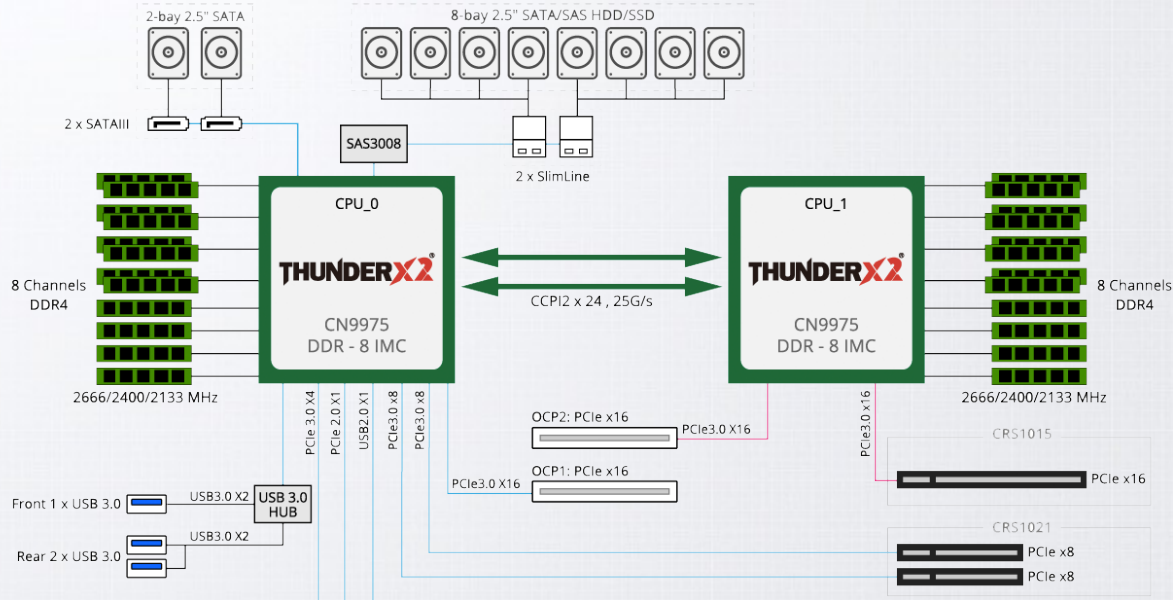 2-bay 2.5" SATA
8-bay 2.5" SATA/SAS HDD/SSD
2 x SATAIII
SAS3008
2 x SlimLine
CPU_0
THUNDERX2®
CN9975
DDR - 8 IMC
CPU_1
THUNDERX2®
CN9975
DDR - 8 IMC
8 Channels
DDR4
8 Channels
DDR4
CCPI2 x 24 , 25G/s
2666/2400/2133 MHz
2666/2400/2133 MHz
PCIe 3.0 X4
PCIe 2.0 X1
USB2.0 X1
PCIe3.0 x8
PCIe3.0 x8
PCIe3.0 x16
OCP2: PCIe x16
PCIe3.0 X16
OCP1: PCIe x16
PCIe3.0 X16
CRS1015
PCIe x16
Front 1 x USB 3.0
USB3.0 X2
USB 3.0
HUB
Rear 2 x USB 3.0
USB3.0 X2
CRS1021
PCIe x8
PCIe x8